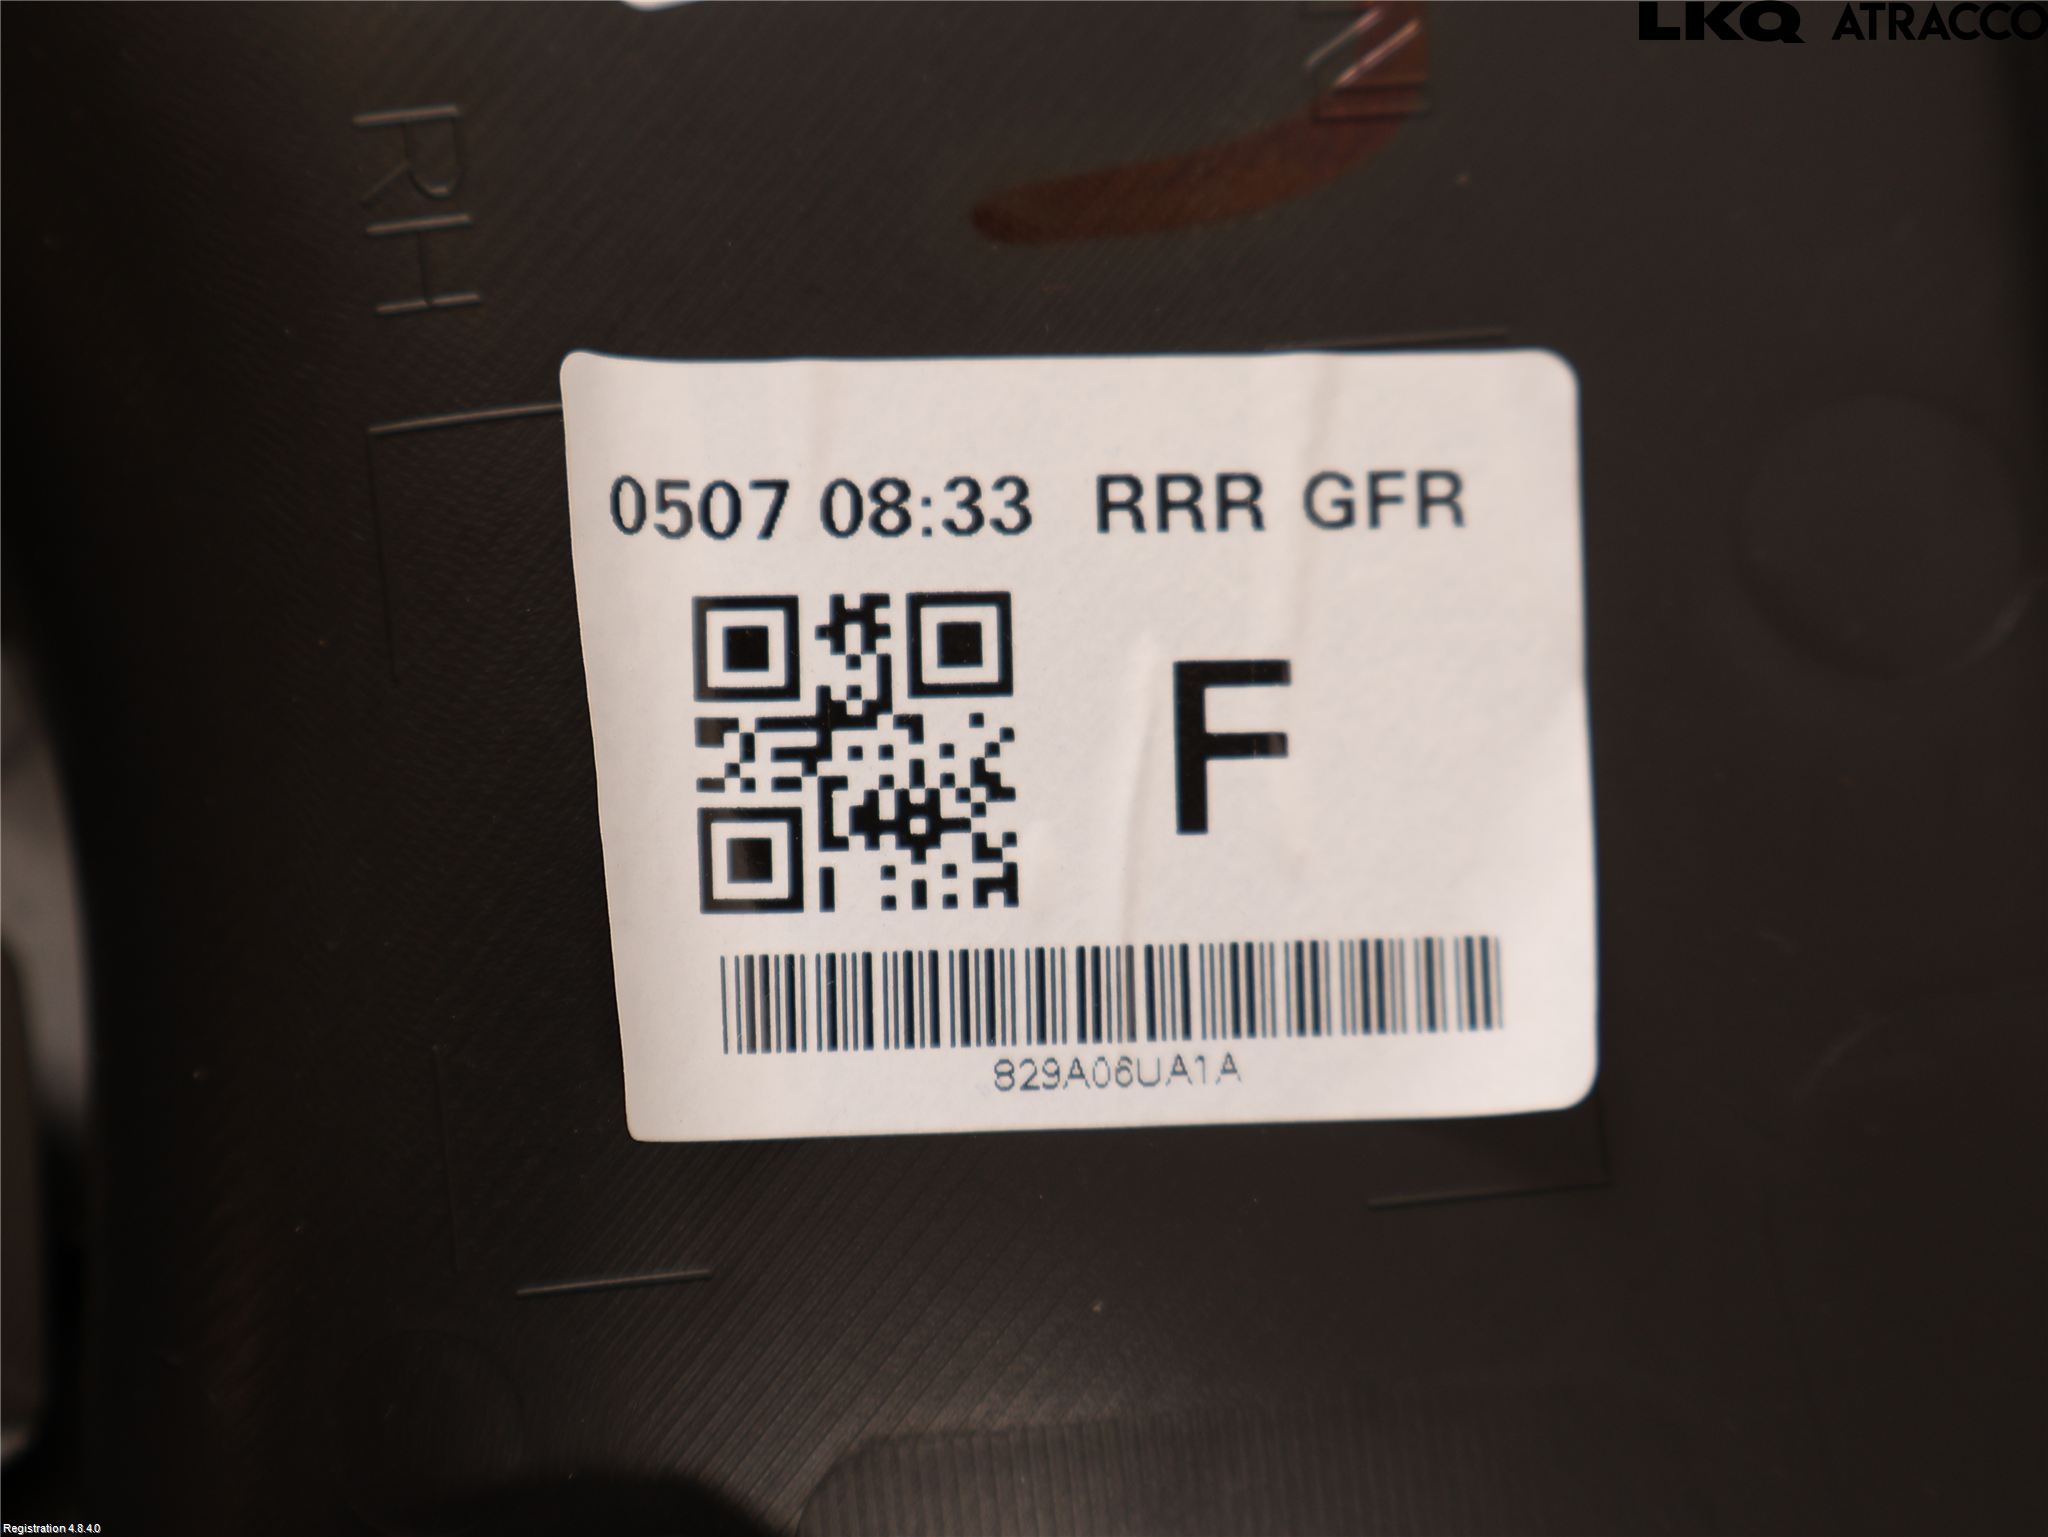 LKQ ATRACCO
RH
0507 08:33 RRR GFR
F
829A06UA1A
Registration 4.8.4.0